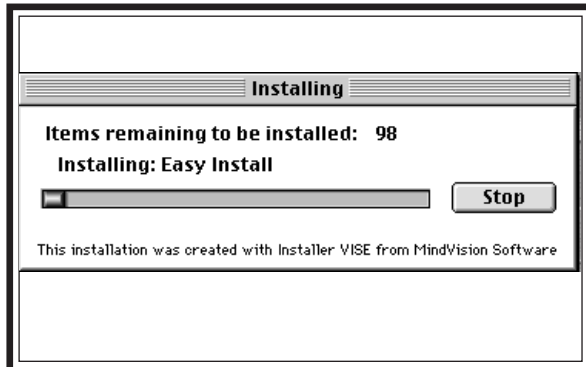 Installing
Items remaining to be installed: 98
Installing: Easy Install
Stop
This installation was created with Installer VISE from MindVision Software